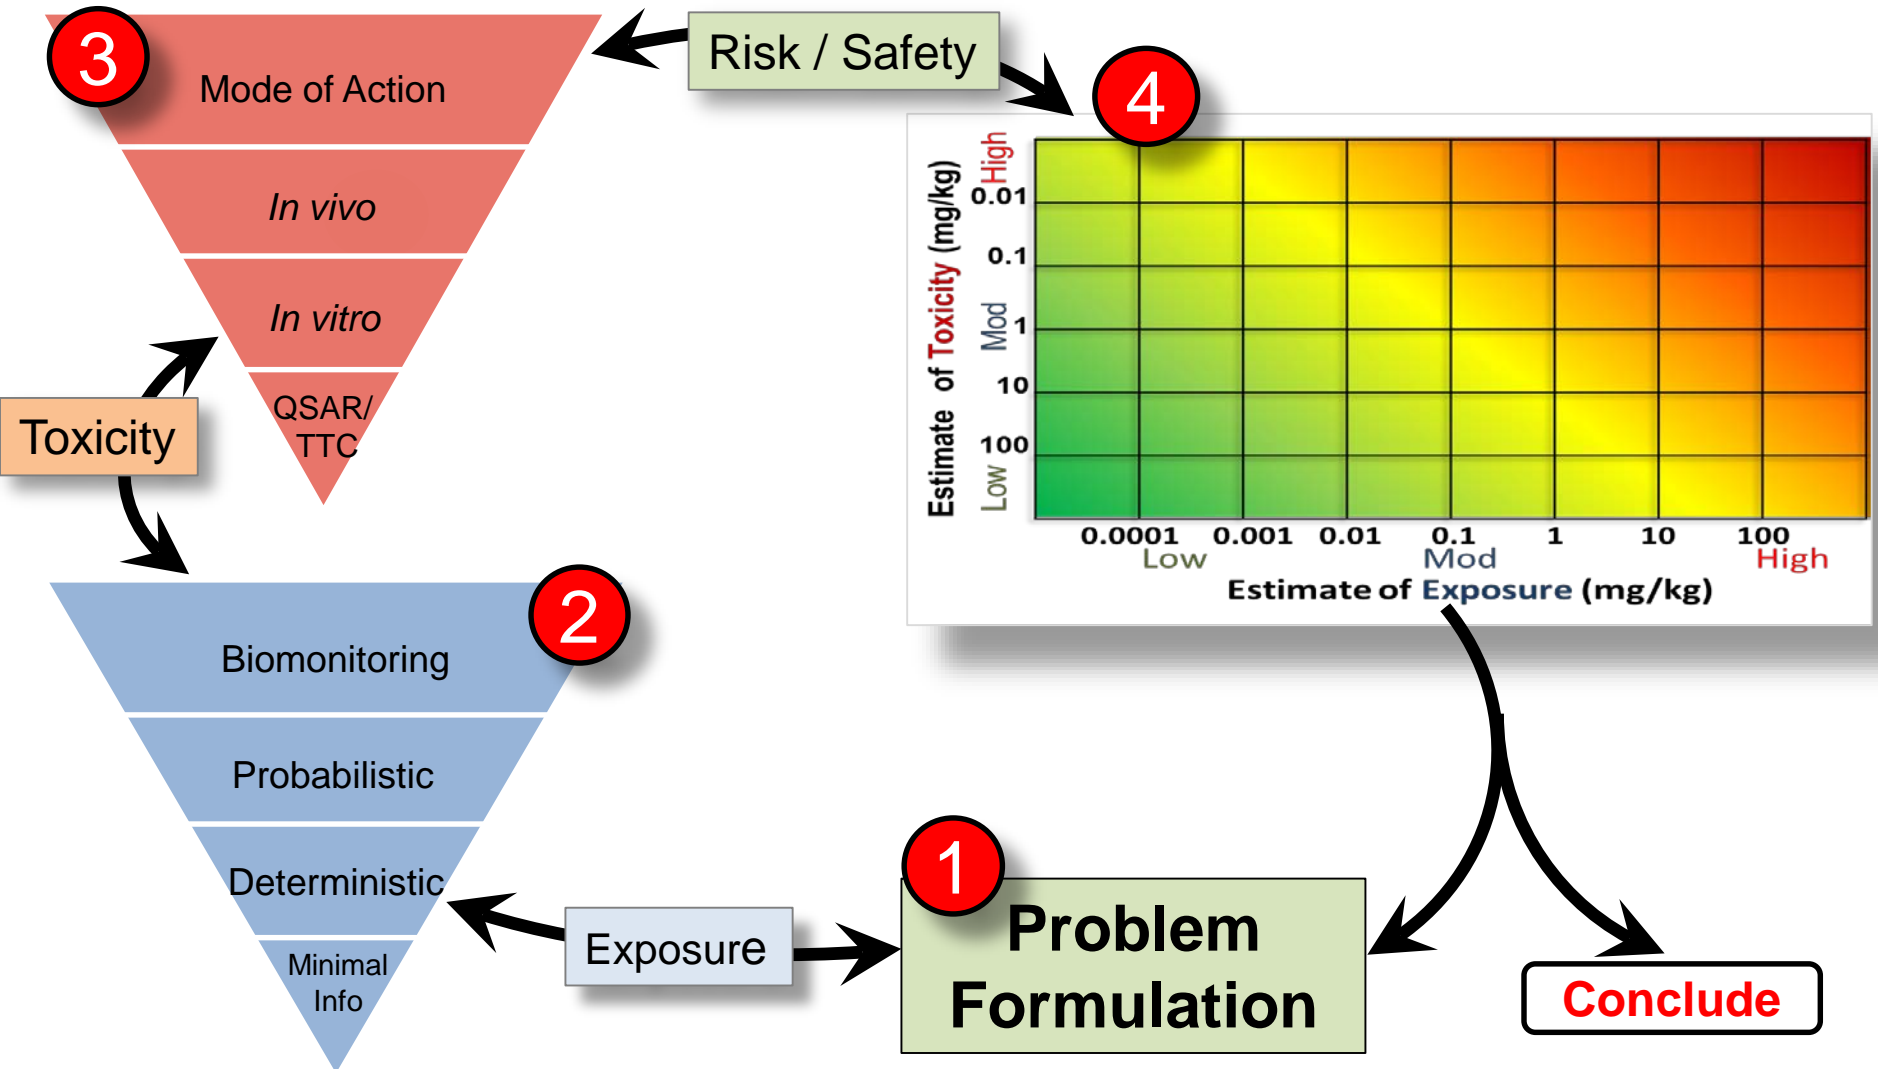 3
Mode of Action
In vivo
In vitro
QSAR/
TTC
Risk / Safety
4
Estimate of Toxicity (mg/kg)
High
Mod
Low
0.01
0.1
1
10
100
0.0001 0.001 0.01 0.1 1 10 100
Low Mod High
Estimate of Exposure (mg/kg)
Toxicity
2
Biomonitoring
Probabilistic
Deterministic
Minimal
Info
Exposure
1
Problem
Formulation
Conclude